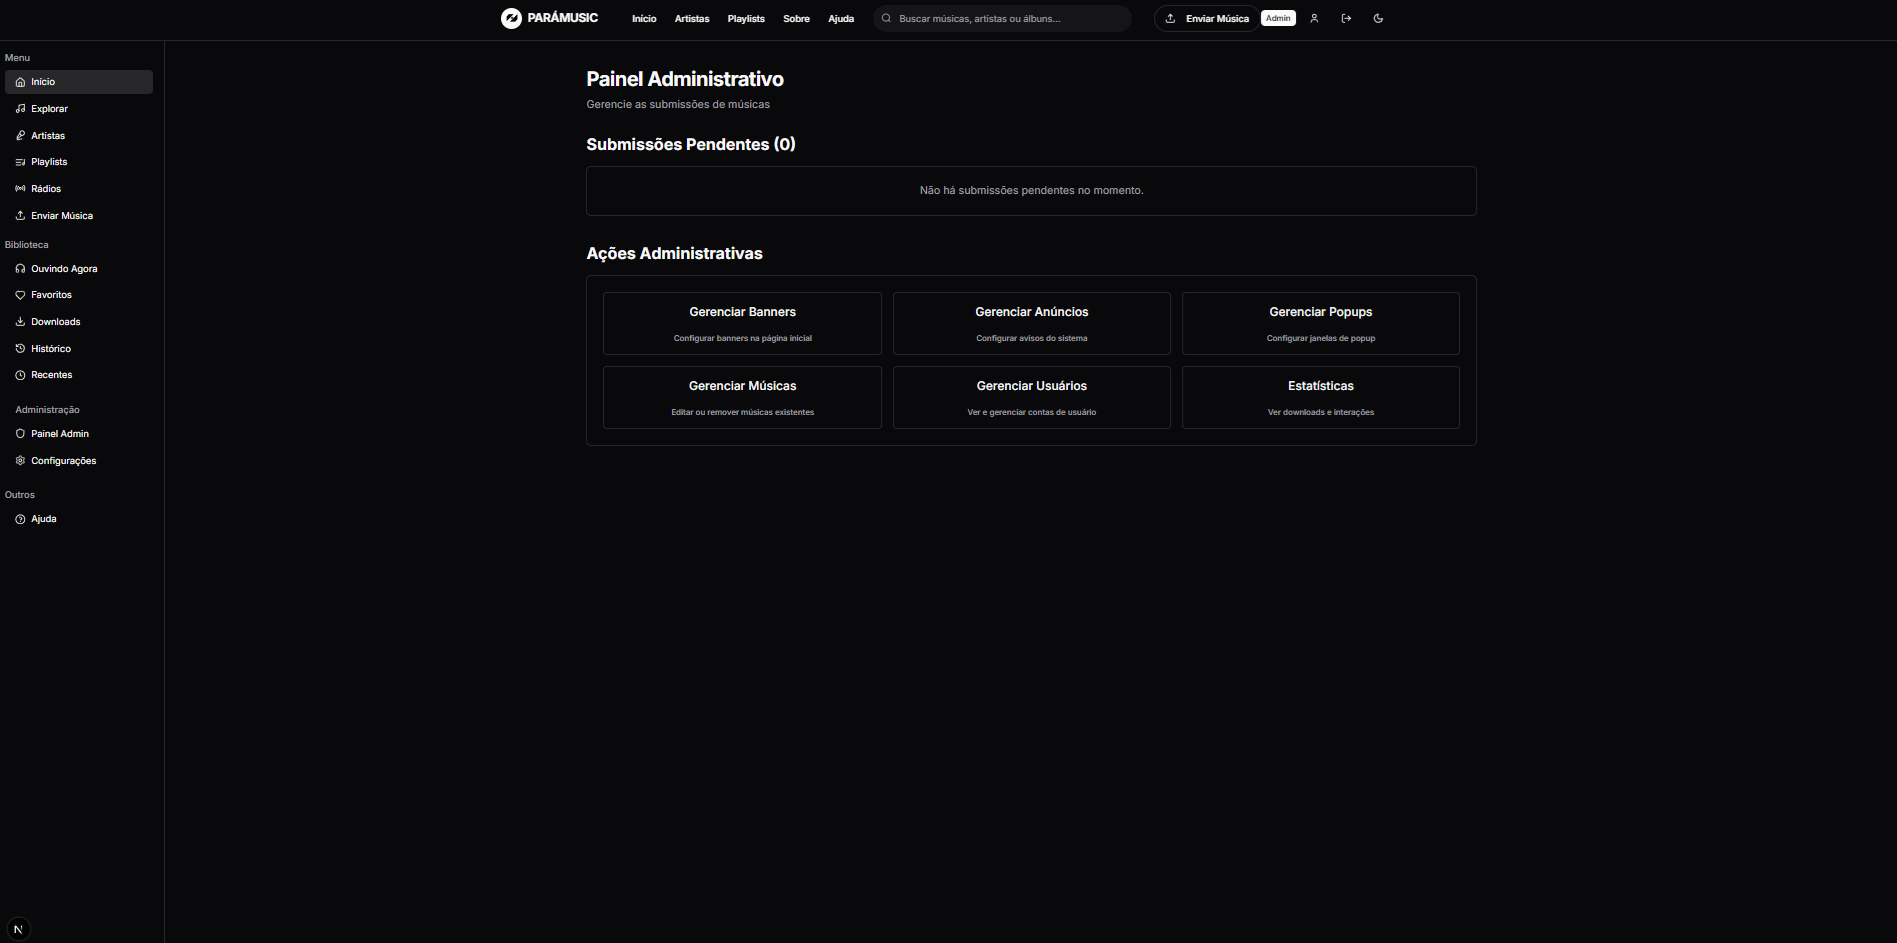 PARÁMUSIC
Início
Artistas
Playlists
Sobre
Ajuda
Buscar músicas, artistas ou álbuns...
Enviar Música
Admin
Menu
Início
Explorar
Artistas
Playlists
Rádios
Enviar Música
Biblioteca
Ouvindo Agora
Favoritos
Downloads
Histórico
Recentes
Administração
Painel Admin
Configurações
Outros
Ajuda
N
Painel Administrativo
Gerencie as submissões de músicas
Submissões Pendentes (0)
Não há submissões pendentes no momento.
Ações Administrativas
Gerenciar Banners
Configurar banners na página inicial
Gerenciar Anúncios
Configurar avisos do sistema
Gerenciar Popups
Configurar janelas de popup
Gerenciar Músicas
Editar ou remover músicas existentes
Gerenciar Usuários
Ver e gerenciar contas de usuário
Estatísticas
Ver downloads e interações